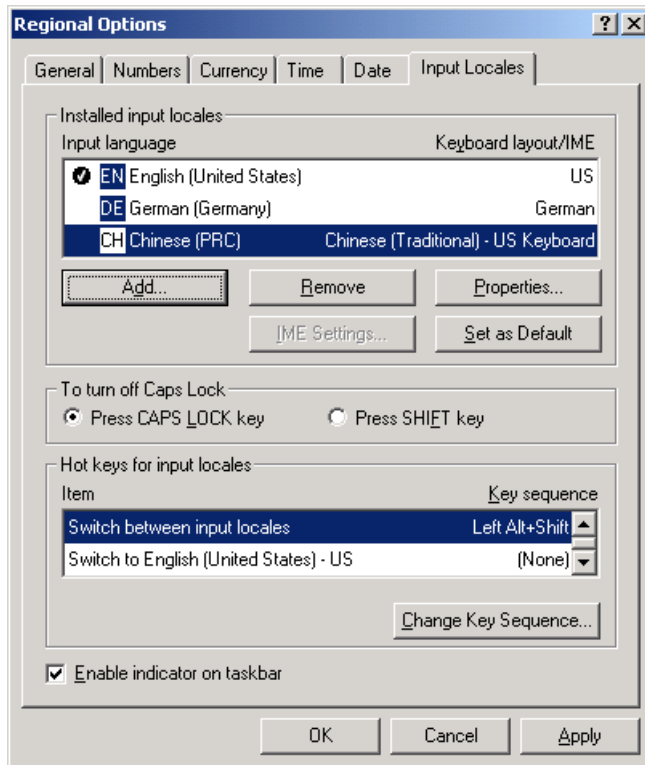 Regional Options
General Numbers Currency Time Date Input Locales
Installed input locales
Input language Keyboard layout/IME
EN English (United States) US
DE German (Germany) German
CH Chinese (PRC) Chinese (Traditional) - US Keyboard
Add... Remove Properties...
IME Settings... Set as Default
To turn off Caps Lock
Press CAPS LOCK key Press SHIFT key
Hot keys for input locales
Item Key sequence
Switch between input locales Left Alt+Shift
Switch to English (United States) - US (None)
Change Key Sequence...
Enable indicator on taskbar
OK Cancel Apply